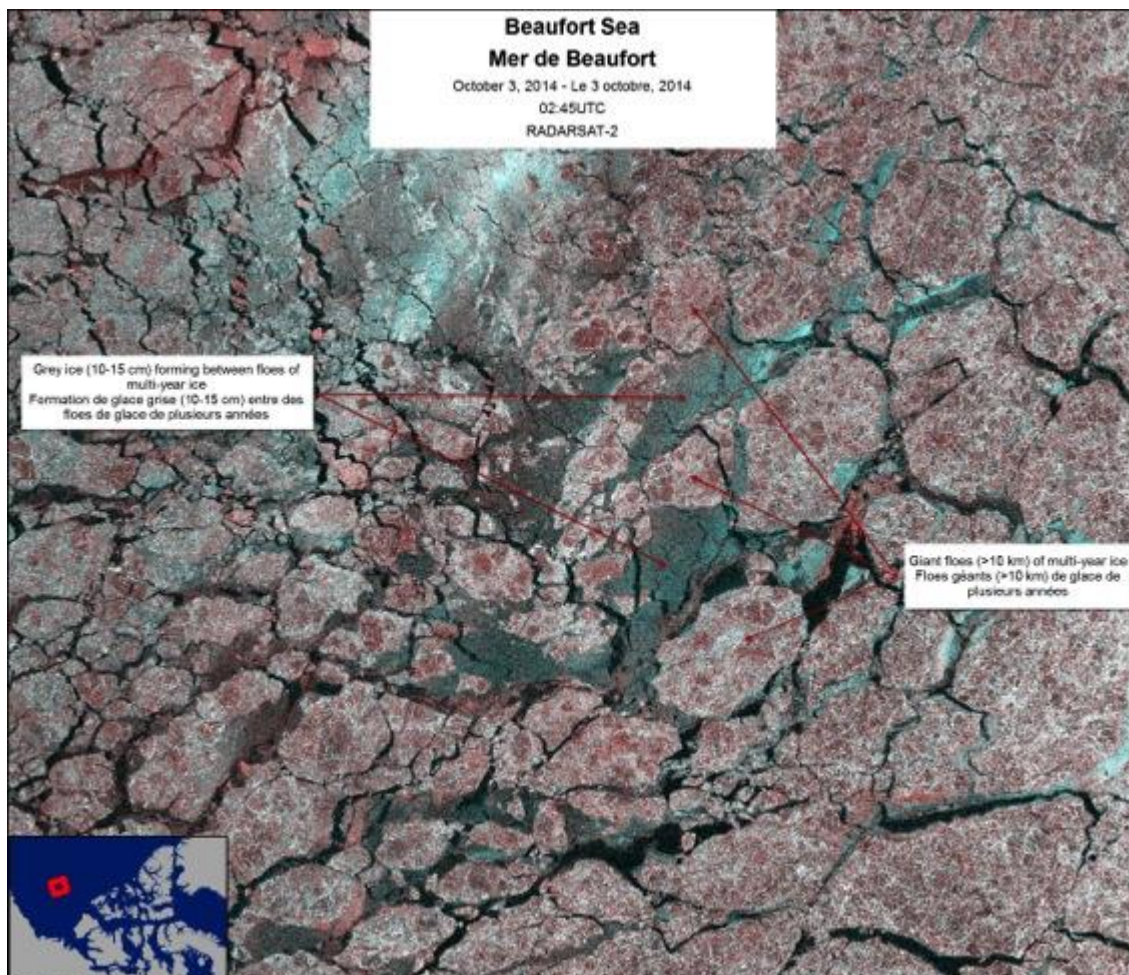 Beaufort Sea
Mer de Beaufort
October 3, 2014 - Le 3 octobre, 2014
02:45UTC
RADARSAT-2
Grey ice (10-15 cm) forming between floes of
multi-year ice
Formation de glace grise (10-15 cm) entre des
floes de glace de plusieurs années
Giant floes (>10 km) of multi-year ice
Floes géants (>10 km) de glace de
plusieurs années